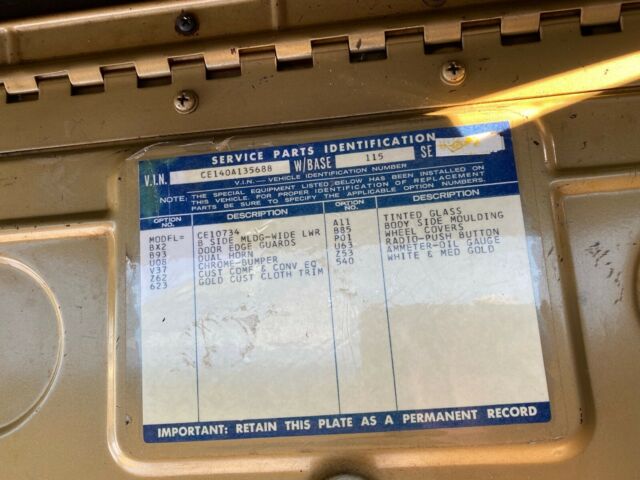 SERVICE PARTS IDENTIFICATION
V.I.N. CE140A135688 W/BASE 115 SE
V.I.N. — VEHICLE IDENTIFICATION NUMBER
NOTE: THE SPECIAL EQUIPMENT LISTED BELOW HAS BEEN INSTALLED ON
THIS VEHICLE. FOR PROPER IDENTIFICATION OF REPLACEMENT
PARTS BE SURE TO SPECIFY THE APPLICABLE OPTION NUMBERS.
OPTION NO. DESCRIPTION OPTION NO. DESCRIPTION
MODEL= CE10734 A11 TINTED GLASS
BX2 B SIDE MLDG-WIDE LWR B85 BODY SIDE MOULDING
B93 DOOR EDGE GUARDS P01 WHEEL COVERS
U08 DUAL HORN U63 RADIO-PUSH BUTTON
V37 CHROME-BUMPER Z53 AMMETER-OIL GAUGE
Z62 CUST COMF & CONV EQ 540 WHITE & MED GOLD
623 GOLD CUST CLOTH TRIM
IMPORTANT: RETAIN THIS PLATE AS A PERMANENT RECORD